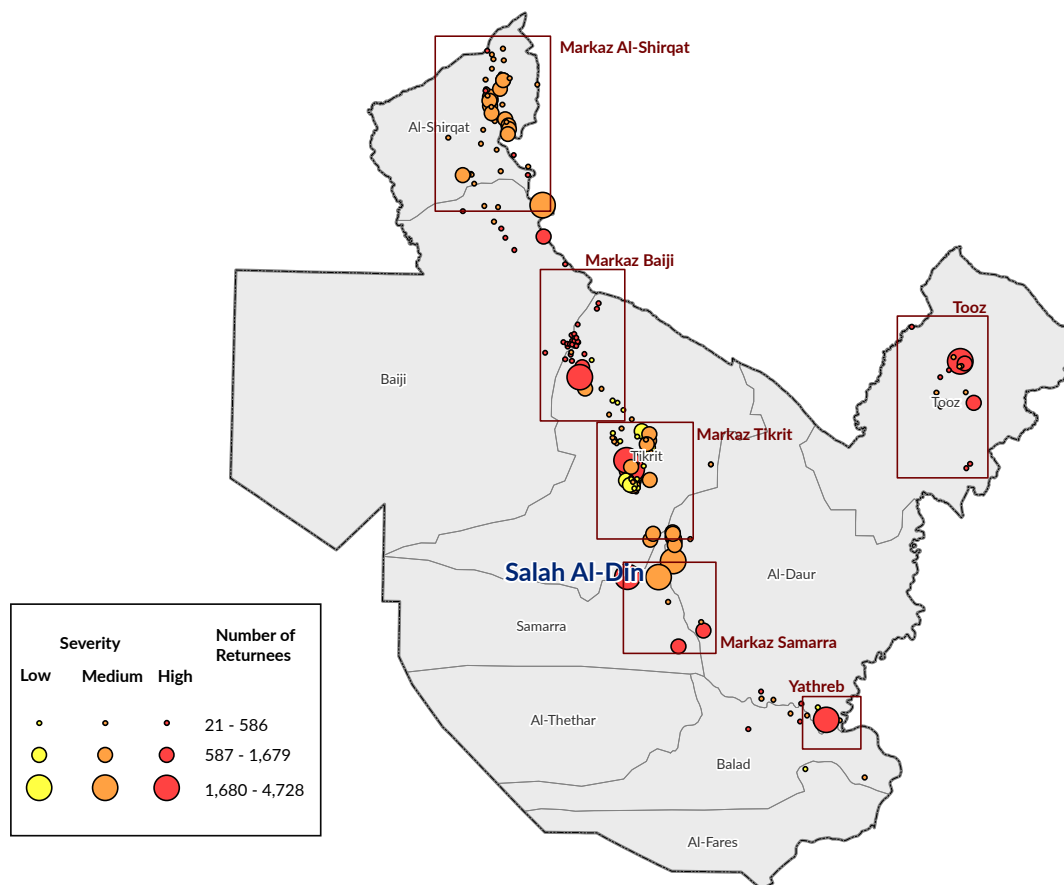 Markaz Al-Shirqat
Al-Shirqat
Markaz Baiji
Tooz
Baiji
Tooz
Markaz Tikrit
Tikrit
Salah Al-Din
Al-Daur
Samarra
Markaz Samarra
Yathreb
Al-Thethar
Balad
Al-Fares
Severity
Number of
Returnees
Low
Medium
High
21 - 586
587 - 1,679
1,680 - 4,728